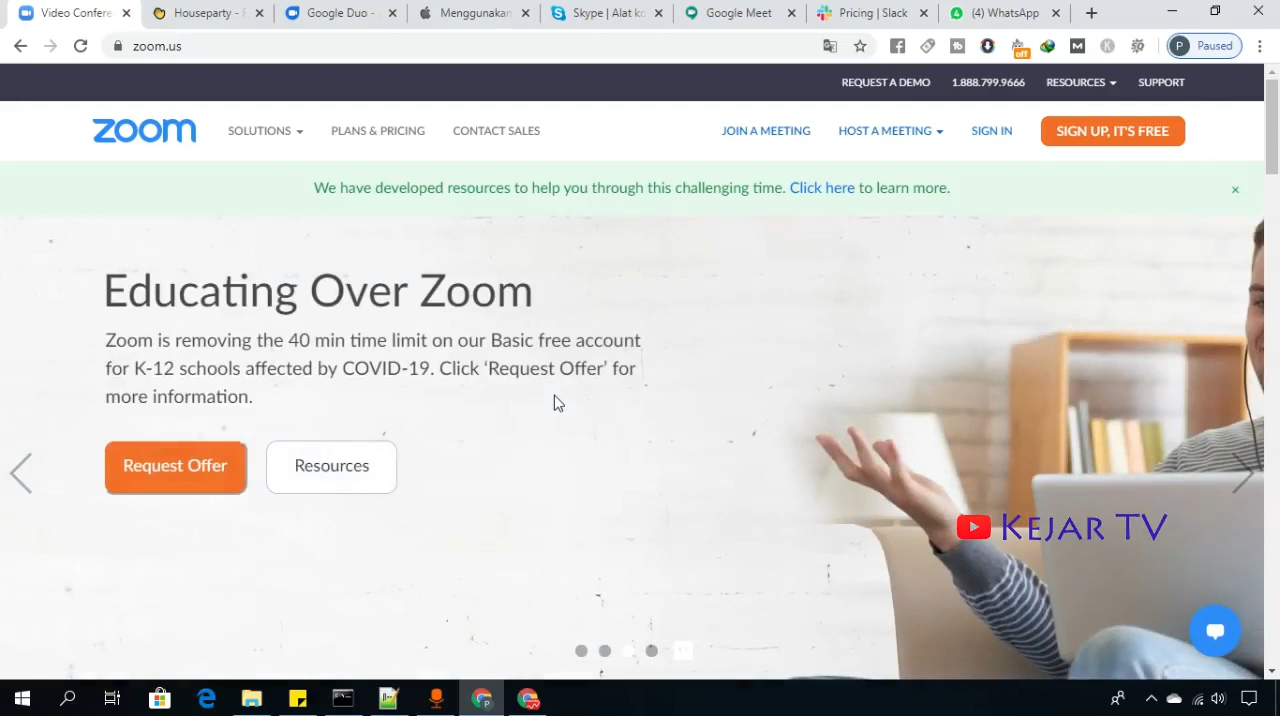 Video Confere
Houseparty - F
Google Duo -
Menggunakan
Skype | Alat ko
Google Meet
Pricing | Slack
(4) WhatsApp
zoom.us
off
P Paused
REQUEST A DEMO 1.888.799.9666 RESOURCES SUPPORT
zoom SOLUTIONS PLANS & PRICING CONTACT SALES JOIN A MEETING HOST A MEETING SIGN IN SIGN UP, IT'S FREE
We have developed resources to help you through this challenging time. Click here to learn more. ×
Educating Over Zoom
Zoom is removing the 40 min time limit on our Basic free account
for K-12 schools affected by COVID-19. Click ‘Request Offer’ for
more information.
Request Offer Resources
KEJAR TV